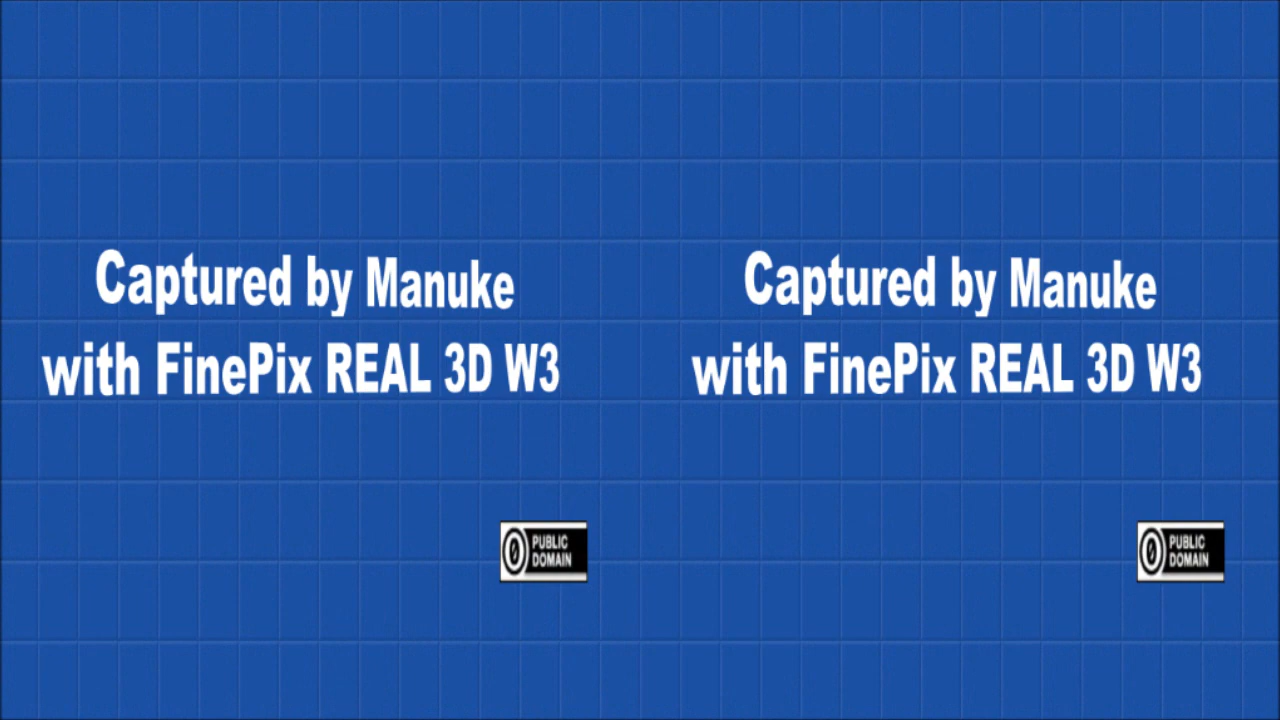 Captured by Manuke
with FinePix REAL 3D W3
PUBLIC
DOMAIN
Captured by Manuke
with FinePix REAL 3D W3
PUBLIC
DOMAIN